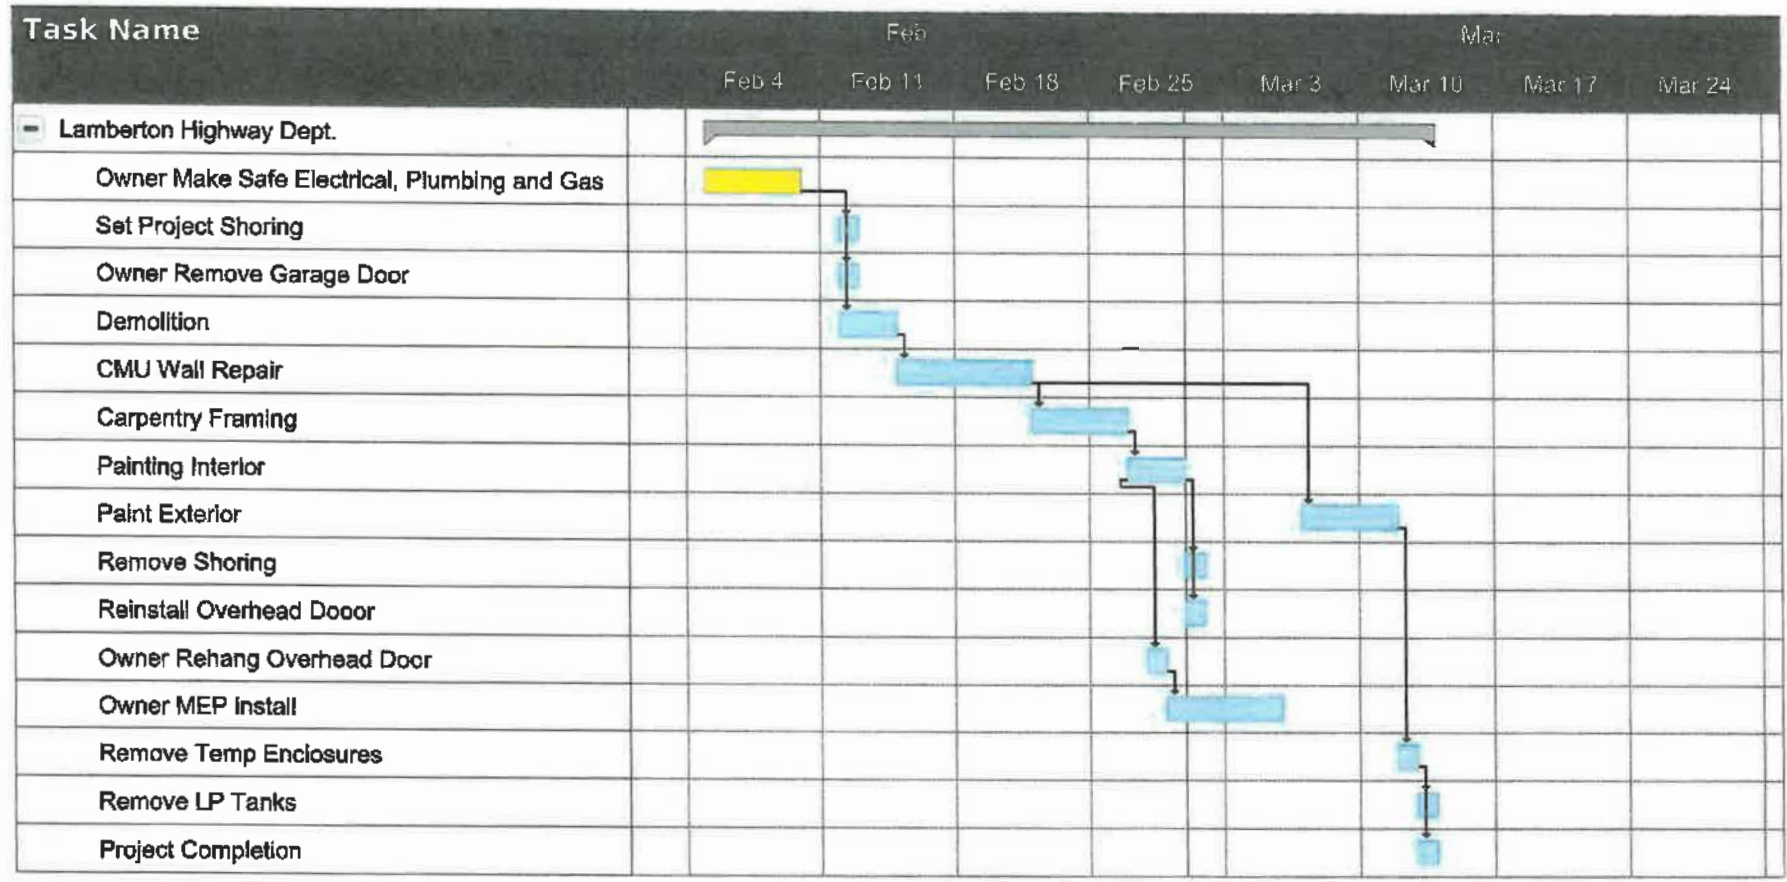 Task Name
Feb
Mar
Feb 4
Feb 11
Feb 18
Feb 25
Mar 3
Mar 10
Mar 17
Mar 24
Lamberton Highway Dept.
Owner Make Safe Electrical, Plumbing and Gas
Set Project Shoring
Owner Remove Garage Door
Demolition
CMU Wall Repair
Carpentry Framing
Painting Interior
Paint Exterior
Remove Shoring
Reinstall Overhead Dooor
Owner Rehang Overhead Door
Owner MEP Install
Remove Temp Enclosures
Remove LP Tanks
Project Completion